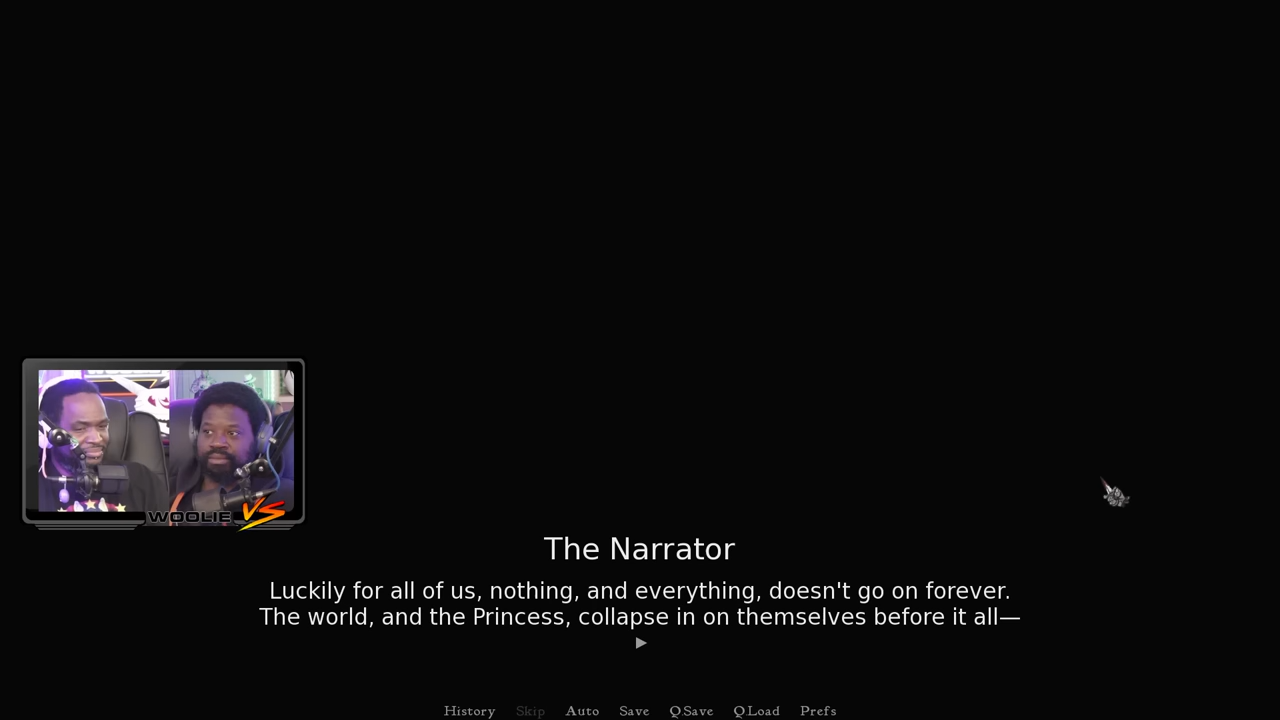 WOOLIE VS
The Narrator
Luckily for all of us, nothing, and everything, doesn't go on forever.
The world, and the Princess, collapse in on themselves before it all—
History Skip Auto Save Q.Save Q.Load Prefs